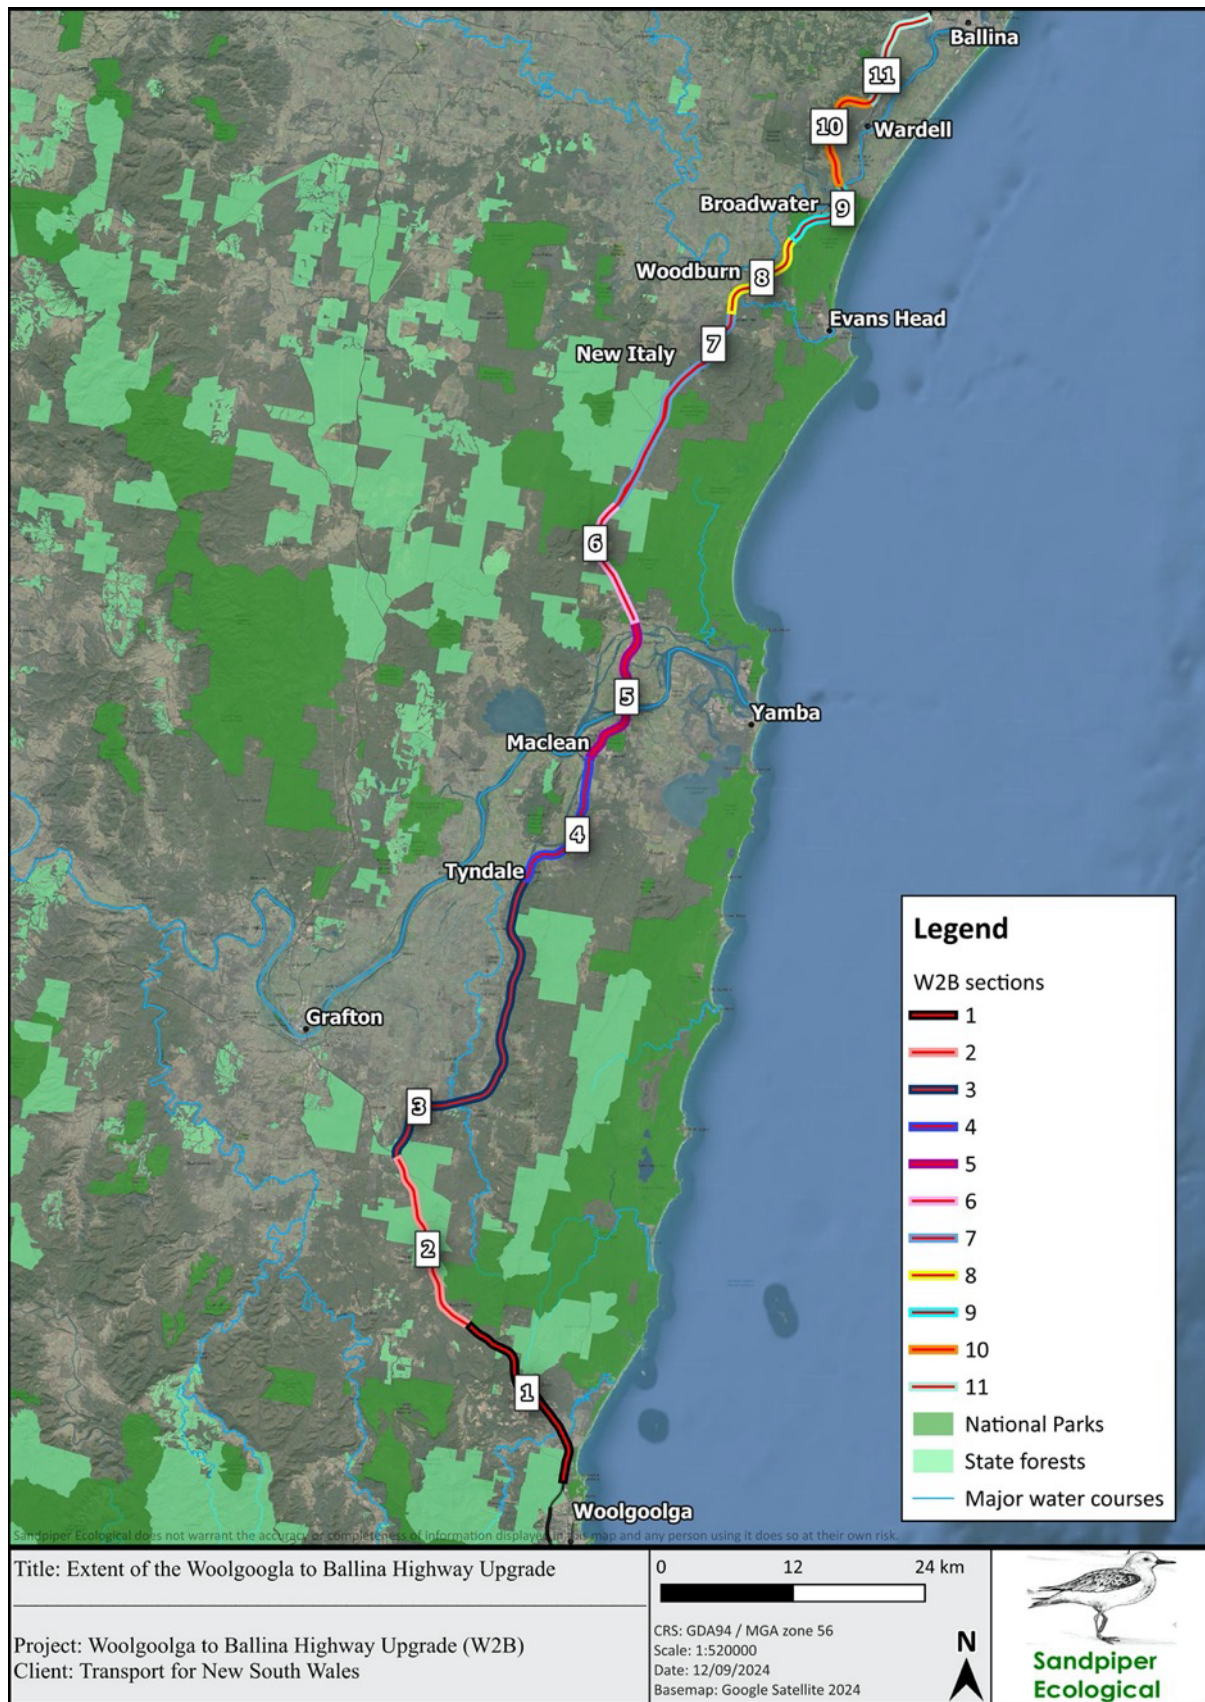 Ballina
11
10
Wardell
Broadwater
9
Woodburn
8
Evans Head
7
New Italy
6
5
Yamba
Maclean
4
Tyndale
Grafton
3
2
1
Woolgoolga
Legend
W2B sections
1
2
3
4
5
6
7
8
9
10
11
National Parks
State forests
Major water courses
Sandpiper Ecological does not warrant the accuracy or completeness of information displayed in this map and any person using it does so at their own risk.
Title: Extent of the Woolgoogla to Ballina Highway Upgrade
Project: Woolgoolga to Ballina Highway Upgrade (W2B)
Client: Transport for New South Wales
0 12 24 km
CRS: GDA94 / MGA zone 56
Scale: 1:520000
Date: 12/09/2024
Basemap: Google Satellite 2024
N
Sandpiper
Ecological